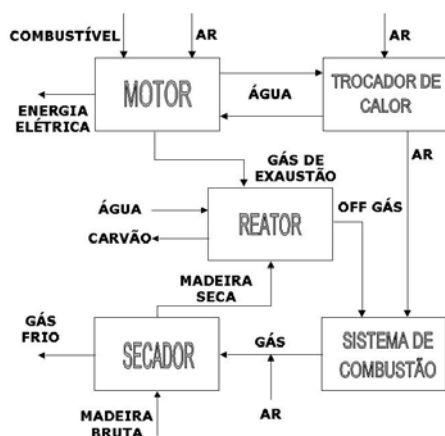 COMBUSTÍVEL
AR
AR
MOTOR
ÁGUA
TROCADOR DE
CALOR
ENERGIA
ELÉTRICA
GÁS DE
EXAUSTÃO
AR
ÁGUA
CARVÃO
REATOR
OFF GÁS
MADEIRA
SECA
GÁS
FRIO
SECADOR
GÁS
SISTEMA DE
COMBUSTÃO
AR
MADEIRA
BRUTA